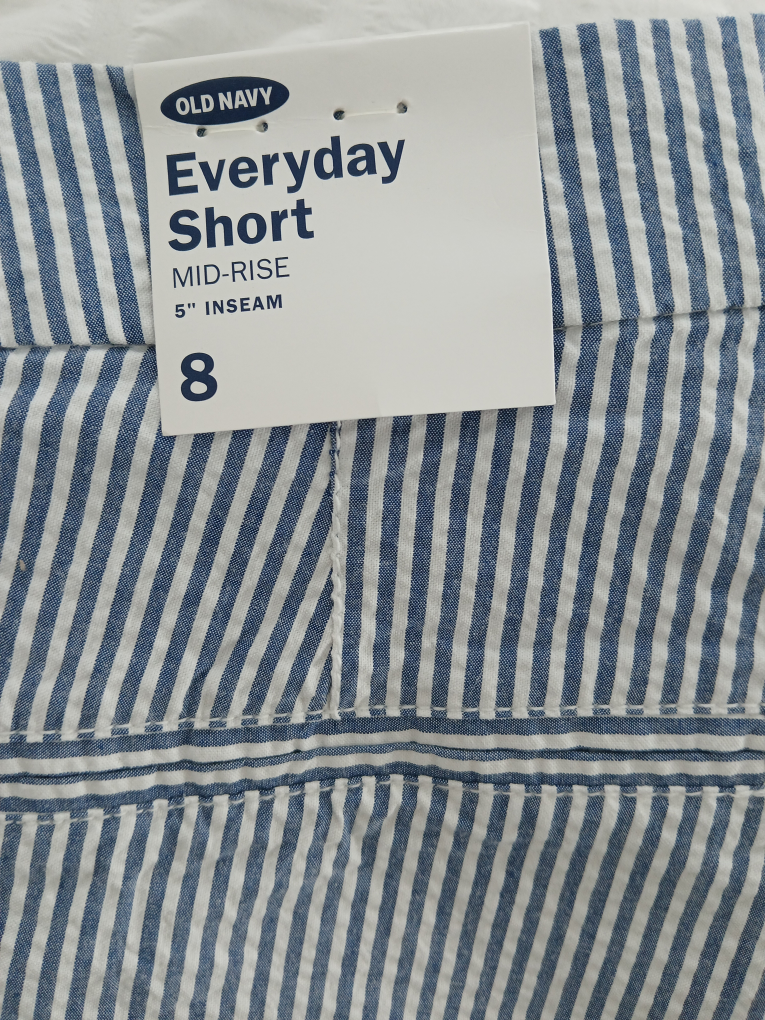 OLD NAVY
Everyday
Short
MID-RISE
5" INSEAM
8